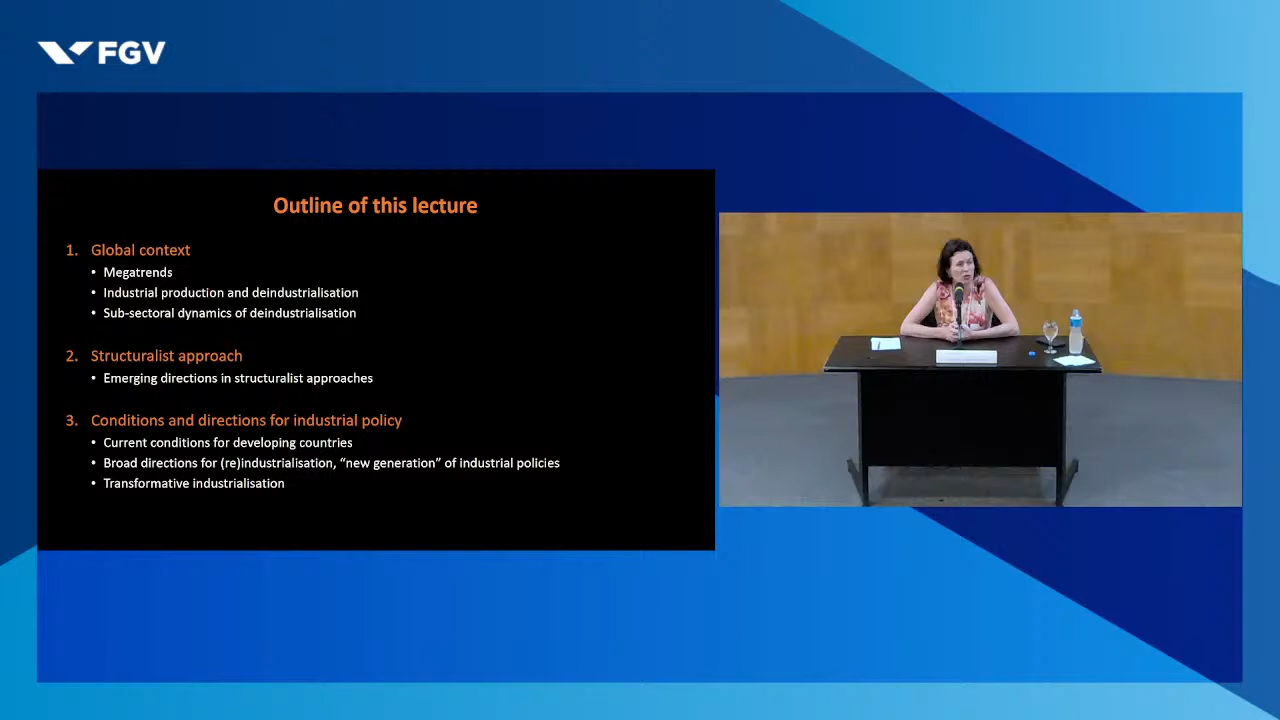 FGV
Outline of this lecture
1. Global context
• Megatrends
• Industrial production and deindustrialisation
• Sub-sectoral dynamics of deindustrialisation
2. Structuralist approach
• Emerging directions in structuralist approaches
3. Conditions and directions for industrial policy
• Current conditions for developing countries
• Broad directions for (re)industrialisation, “new generation” of industrial policies
• Transformative industrialisation